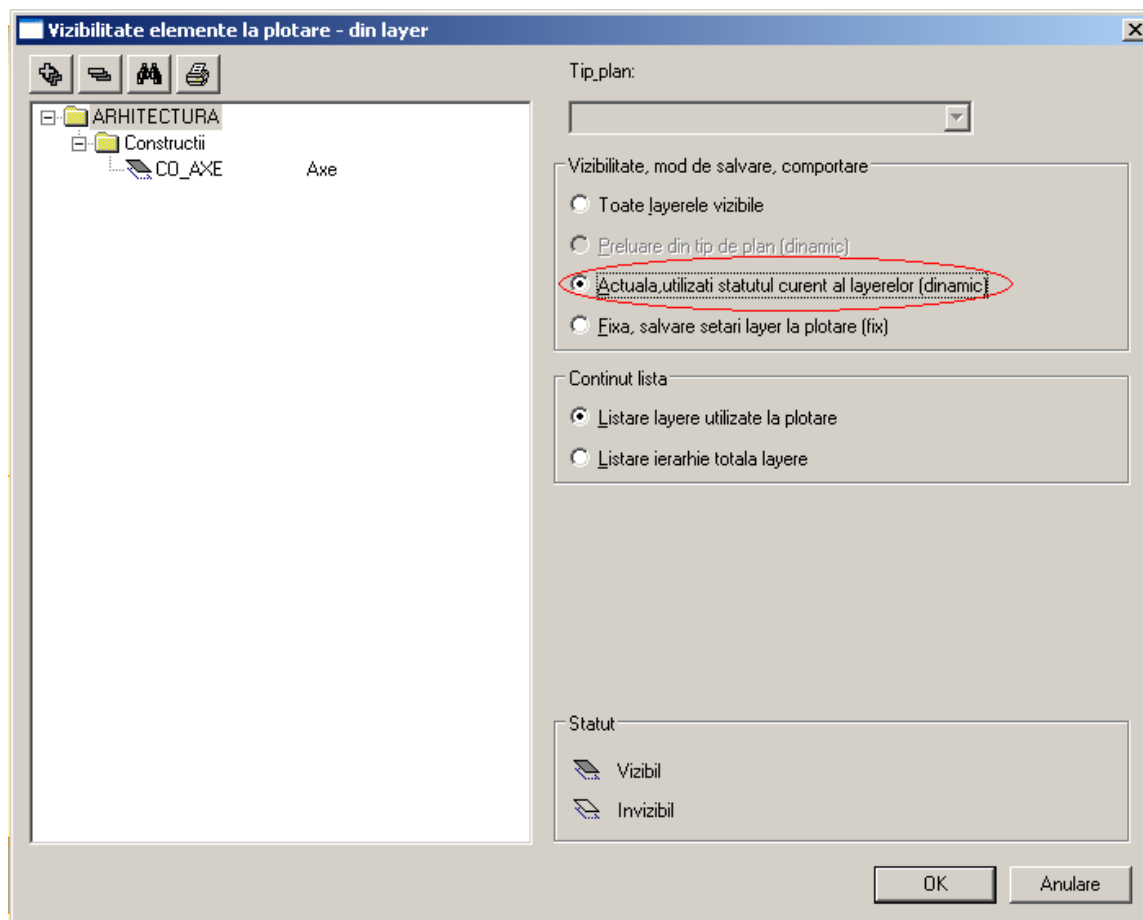 Vizibilitate elemente la plotare - din layer
ARHITECTURA
Constructii
CO_AXE Axe
Tip_plan:
Vizibilitate, mod de salvare, comportare
Toate layerele vizibile
Preluare din tip de plan (dinamic)
Actuala,utilizati statutul curent al layerelor (dinamic)
Fixa, salvare setari layer la plotare (fix)
Continut lista
Listare layere utilizate la plotare
Listare ierarhie totala layere
Statut
Vizibil
Invizibil
OK Anulare